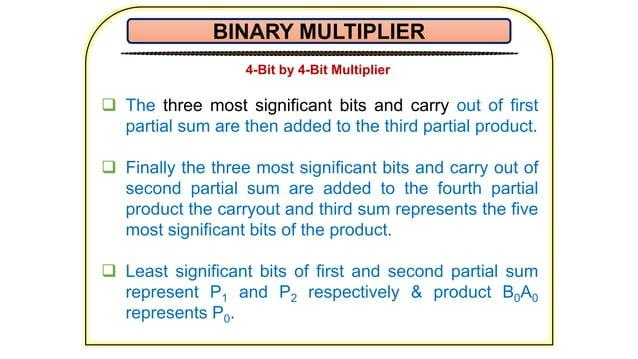 BINARY MULTIPLIER
4-Bit by 4-Bit Multiplier
❑ The three most significant bits and carry out of first
partial sum are then added to the third partial product.
❑ Finally the three most significant bits and carry out of
second partial sum are added to the fourth partial
product the carryout and third sum represents the five
most significant bits of the product.
❑ Least significant bits of first and second partial sum
represent P₁ and P₂ respectively & product B₀A₀
represents P₀.